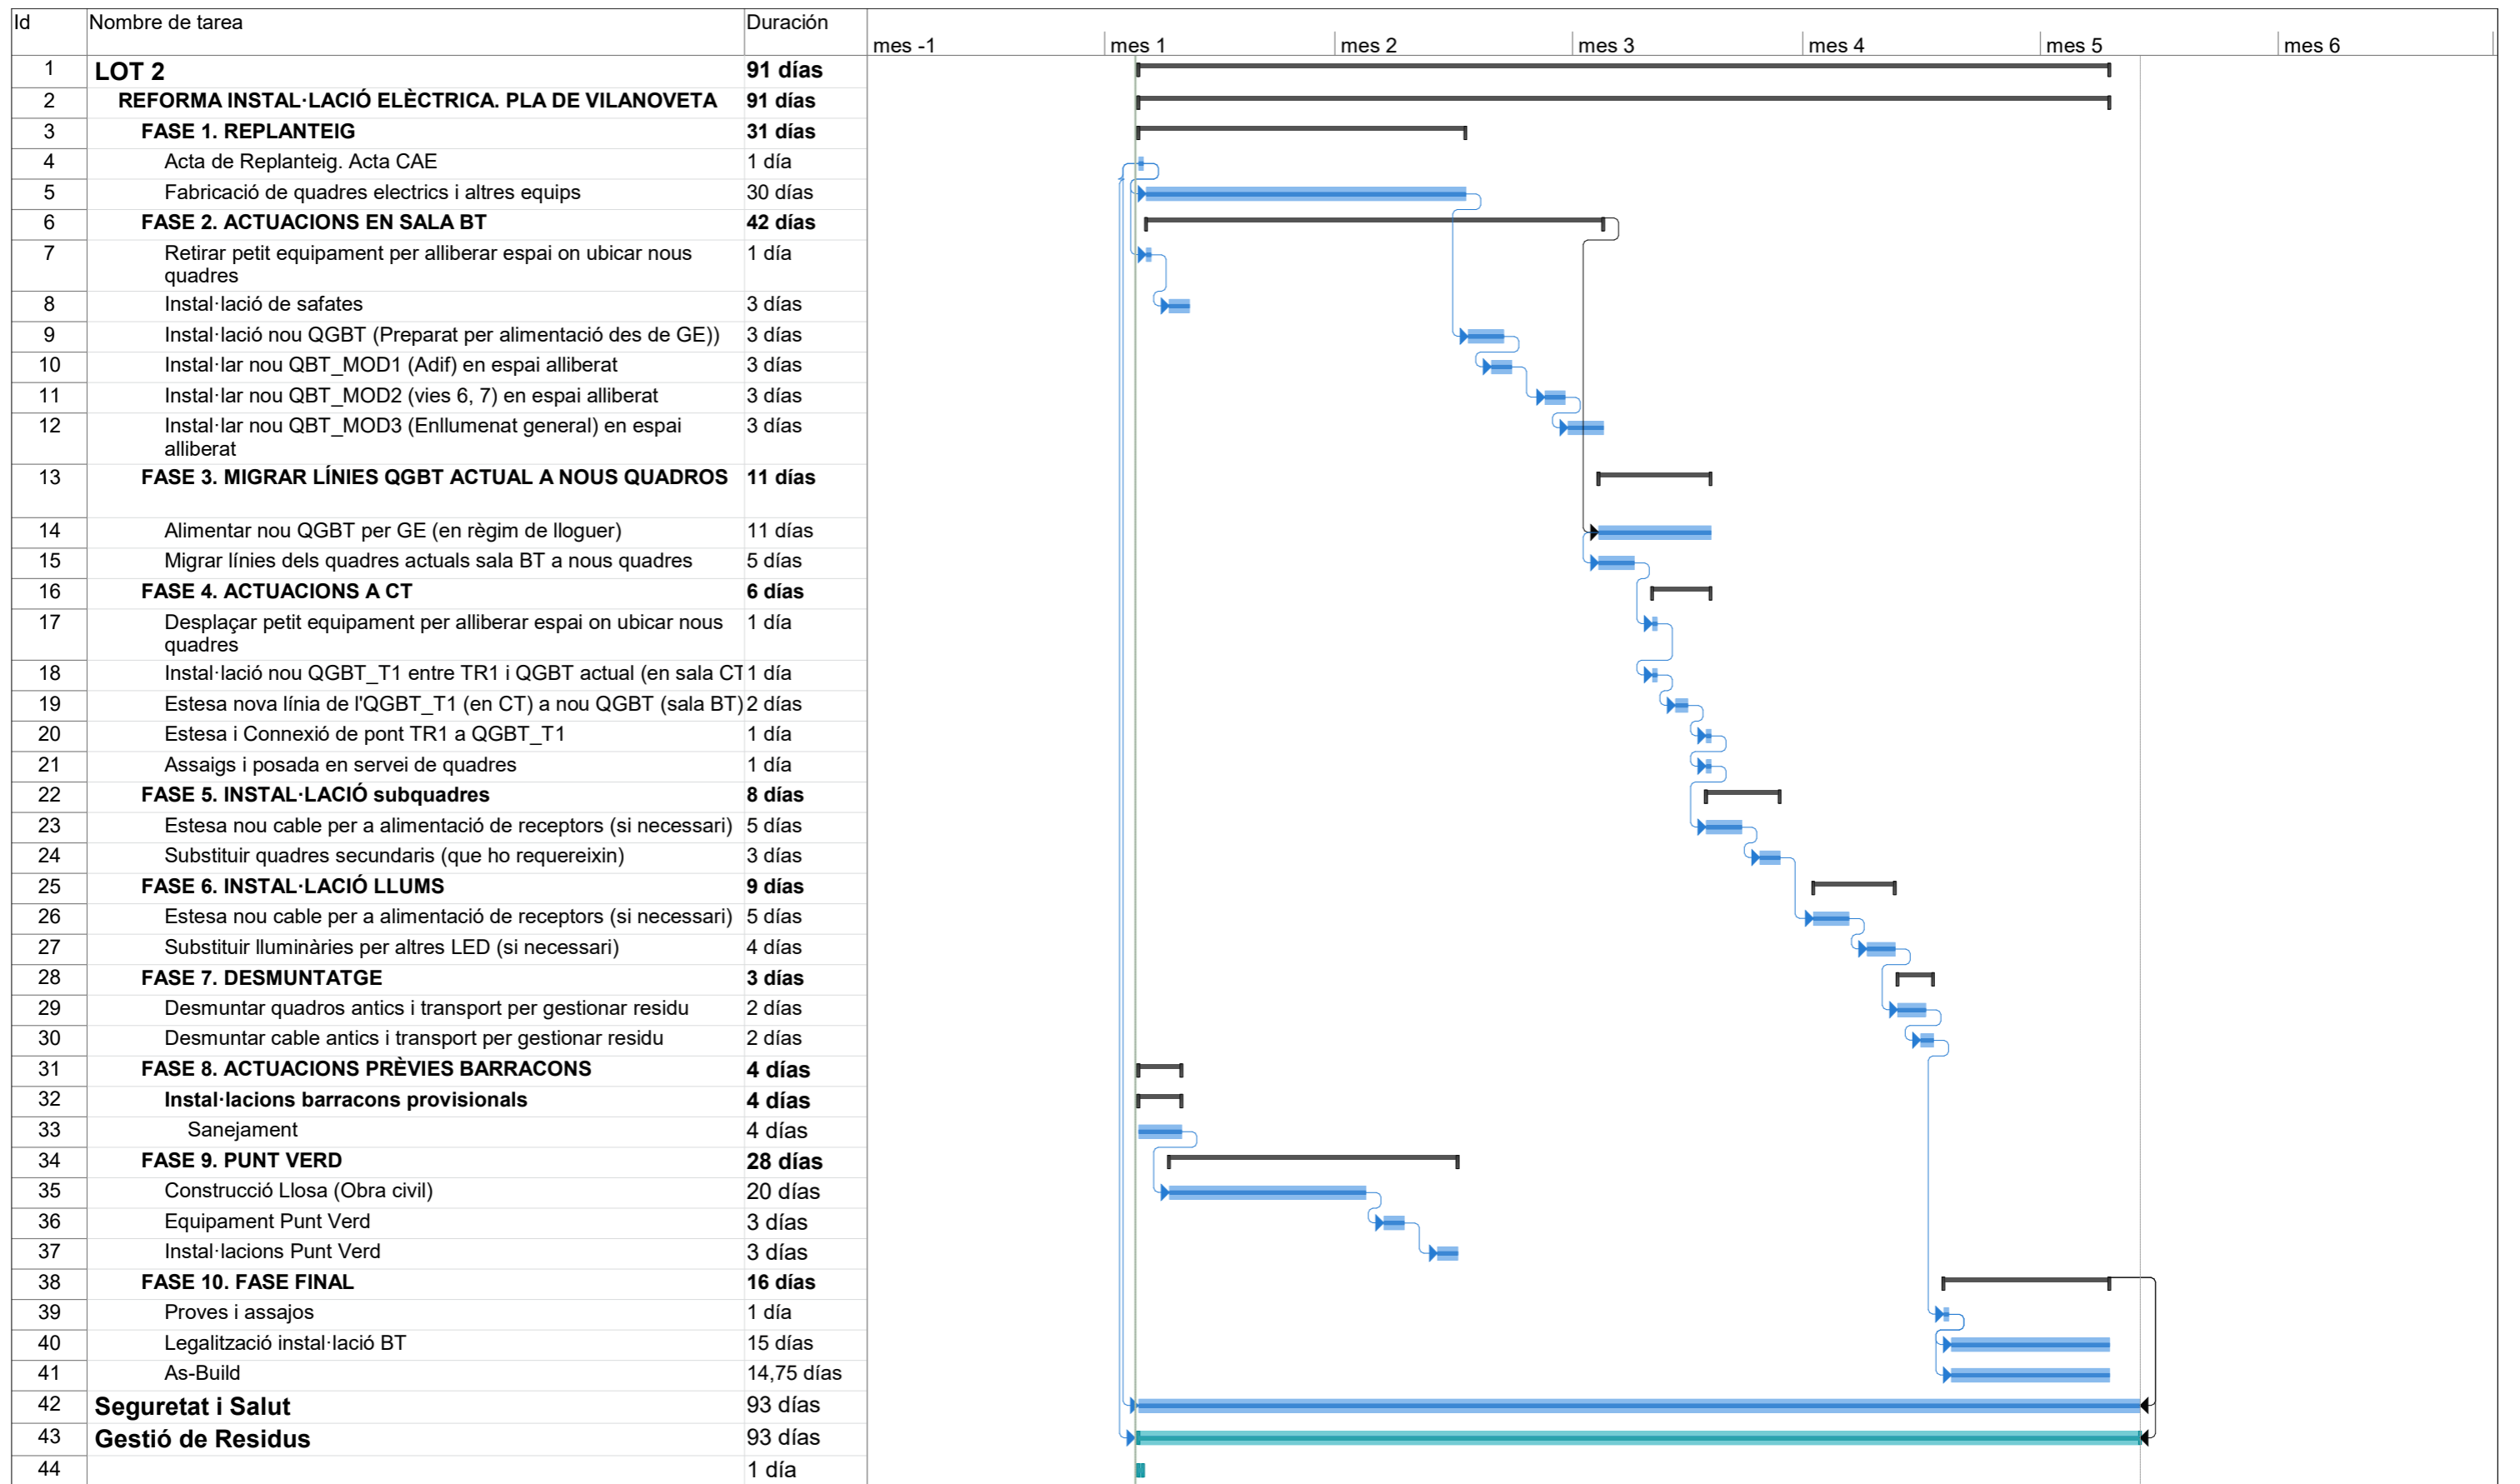 Id Nombre de tarea Duración
mes -1 mes 1 mes 2 mes 3 mes 4 mes 5 mes 6
1 LOT 2 91 días
2 REFORMA INSTAL·LACIÓ ELÈCTRICA. PLA DE VILANOVETA 91 días
3 FASE 1. REPLANTEIG 31 días
4 Acta de Replanteig. Acta CAE 1 día
5 Fabricació de quadres electrics i altres equips 30 días
6 FASE 2. ACTUACIONS EN SALA BT 42 días
7 Retirar petit equipament per alliberar espai on ubicar nous 1 día
quadres
8 Instal·lació de safates 3 días
9 Instal·lació nou QGBT (Preparat per alimentació des de GE)) 3 días
10 Instal·lar nou QBT_MOD1 (Adif) en espai alliberat 3 días
11 Instal·lar nou QBT_MOD2 (vies 6, 7) en espai alliberat 3 días
12 Instal·lar nou QBT_MOD3 (Enllumenat general) en espai 3 días
alliberat
13 FASE 3. MIGRAR LÍNIES QGBT ACTUAL A NOUS QUADROS 11 días
14 Alimentar nou QGBT per GE (en règim de lloguer) 11 días
15 Migrar línies dels quadres actuals sala BT a nous quadres 5 días
16 FASE 4. ACTUACIONS A CT 6 días
17 Desplaçar petit equipament per alliberar espai on ubicar nous 1 día
quadres
18 Instal·lació nou QGBT_T1 entre TR1 i QGBT actual (en sala CT 1 día
19 Estesa nova línia de l'QGBT_T1 (en CT) a nou QGBT (sala BT) 2 días
20 Estesa i Connexió de pont TR1 a QGBT_T1 1 día
21 Assaigs i posada en servei de quadres 1 día
22 FASE 5. INSTAL·LACIÓ subquadres 8 días
23 Estesa nou cable per a alimentació de receptors (si necessari) 5 días
24 Substituir quadres secundaris (que ho requereixin) 3 días
25 FASE 6. INSTAL·LACIÓ LLUMS 9 días
26 Estesa nou cable per a alimentació de receptors (si necessari) 5 días
27 Substituir lluminàries per altres LED (si necessari) 4 días
28 FASE 7. DESMUNTATGE 3 días
29 Desmuntar quadros antics i transport per gestionar residu 2 días
30 Desmuntar cable antics i transport per gestionar residu 2 días
31 FASE 8. ACTUACIONS PRÈVIES BARRACONS 4 días
32 Instal·lacions barracons provisionals 4 días
33 Sanejament 4 días
34 FASE 9. PUNT VERD 28 días
35 Construcció Llosa (Obra civil) 20 días
36 Equipament Punt Verd 3 días
37 Instal·lacions Punt Verd 3 días
38 FASE 10. FASE FINAL 16 días
39 Proves i assajos 1 día
40 Legalització instal·lació BT 15 días
41 As-Build 14,75 días
42 Seguretat i Salut 93 días
43 Gestió de Residus 93 días
44 1 día